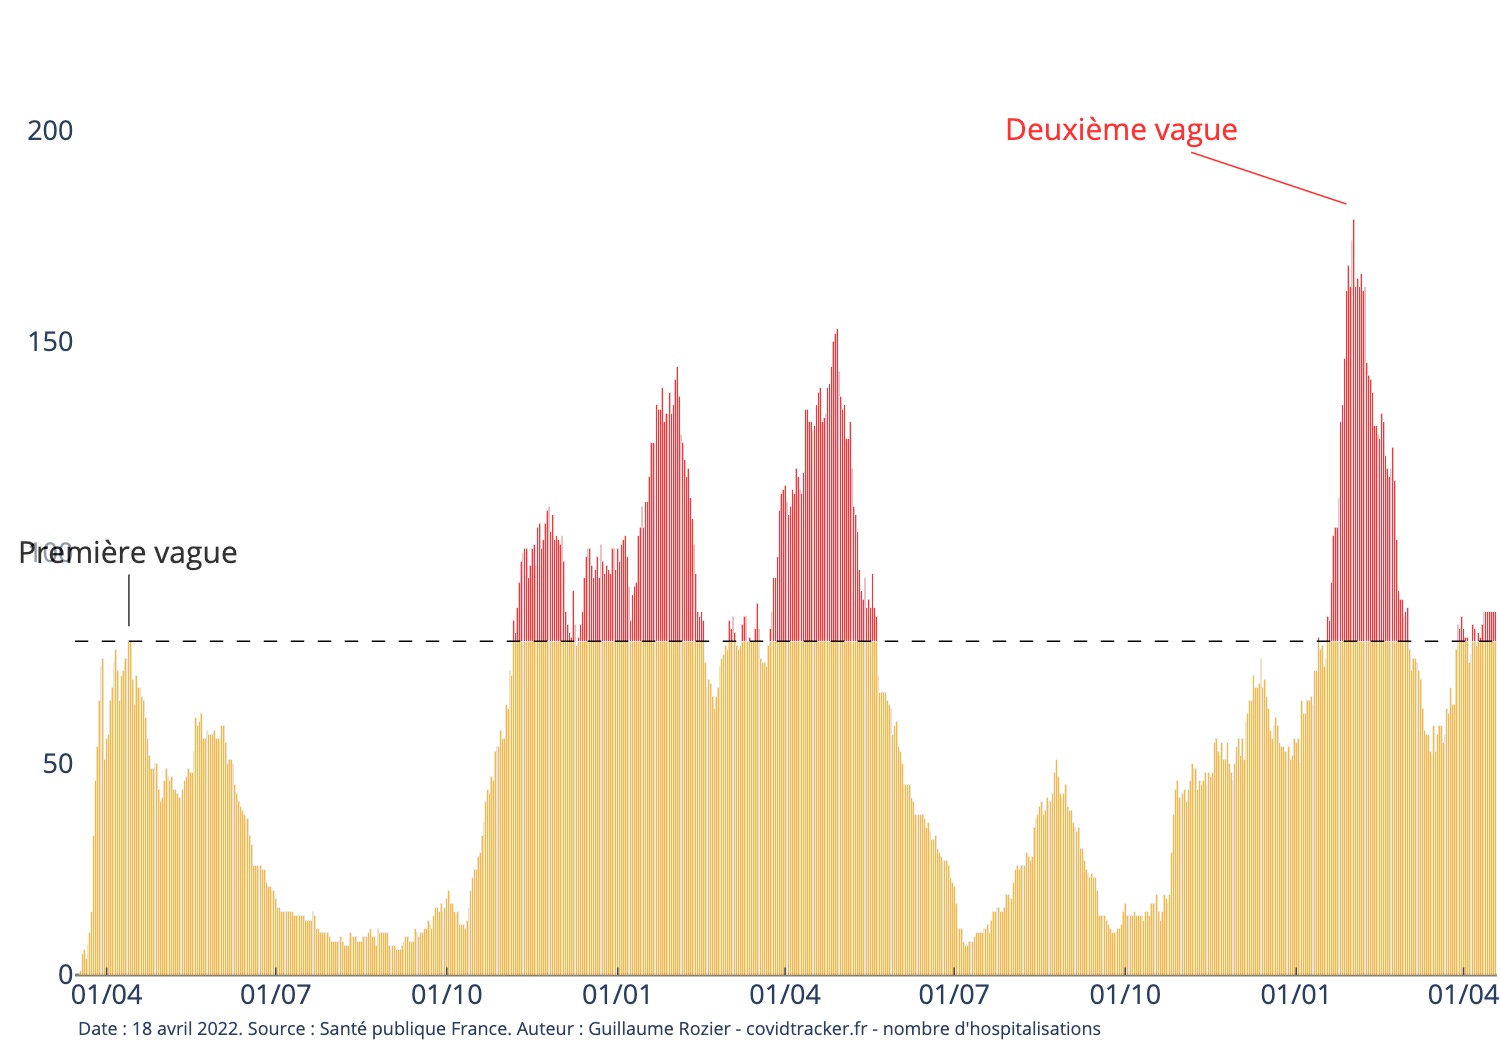 200
Deuxième vague
150
100
Première vague
50
0
01/04 01/07 01/10 01/01 01/04 01/07 01/10 01/01 01/04
Date : 18 avril 2022. Source : Santé publique France. Auteur : Guillaume Rozier - covidtracker.fr - nombre d'hospitalisations